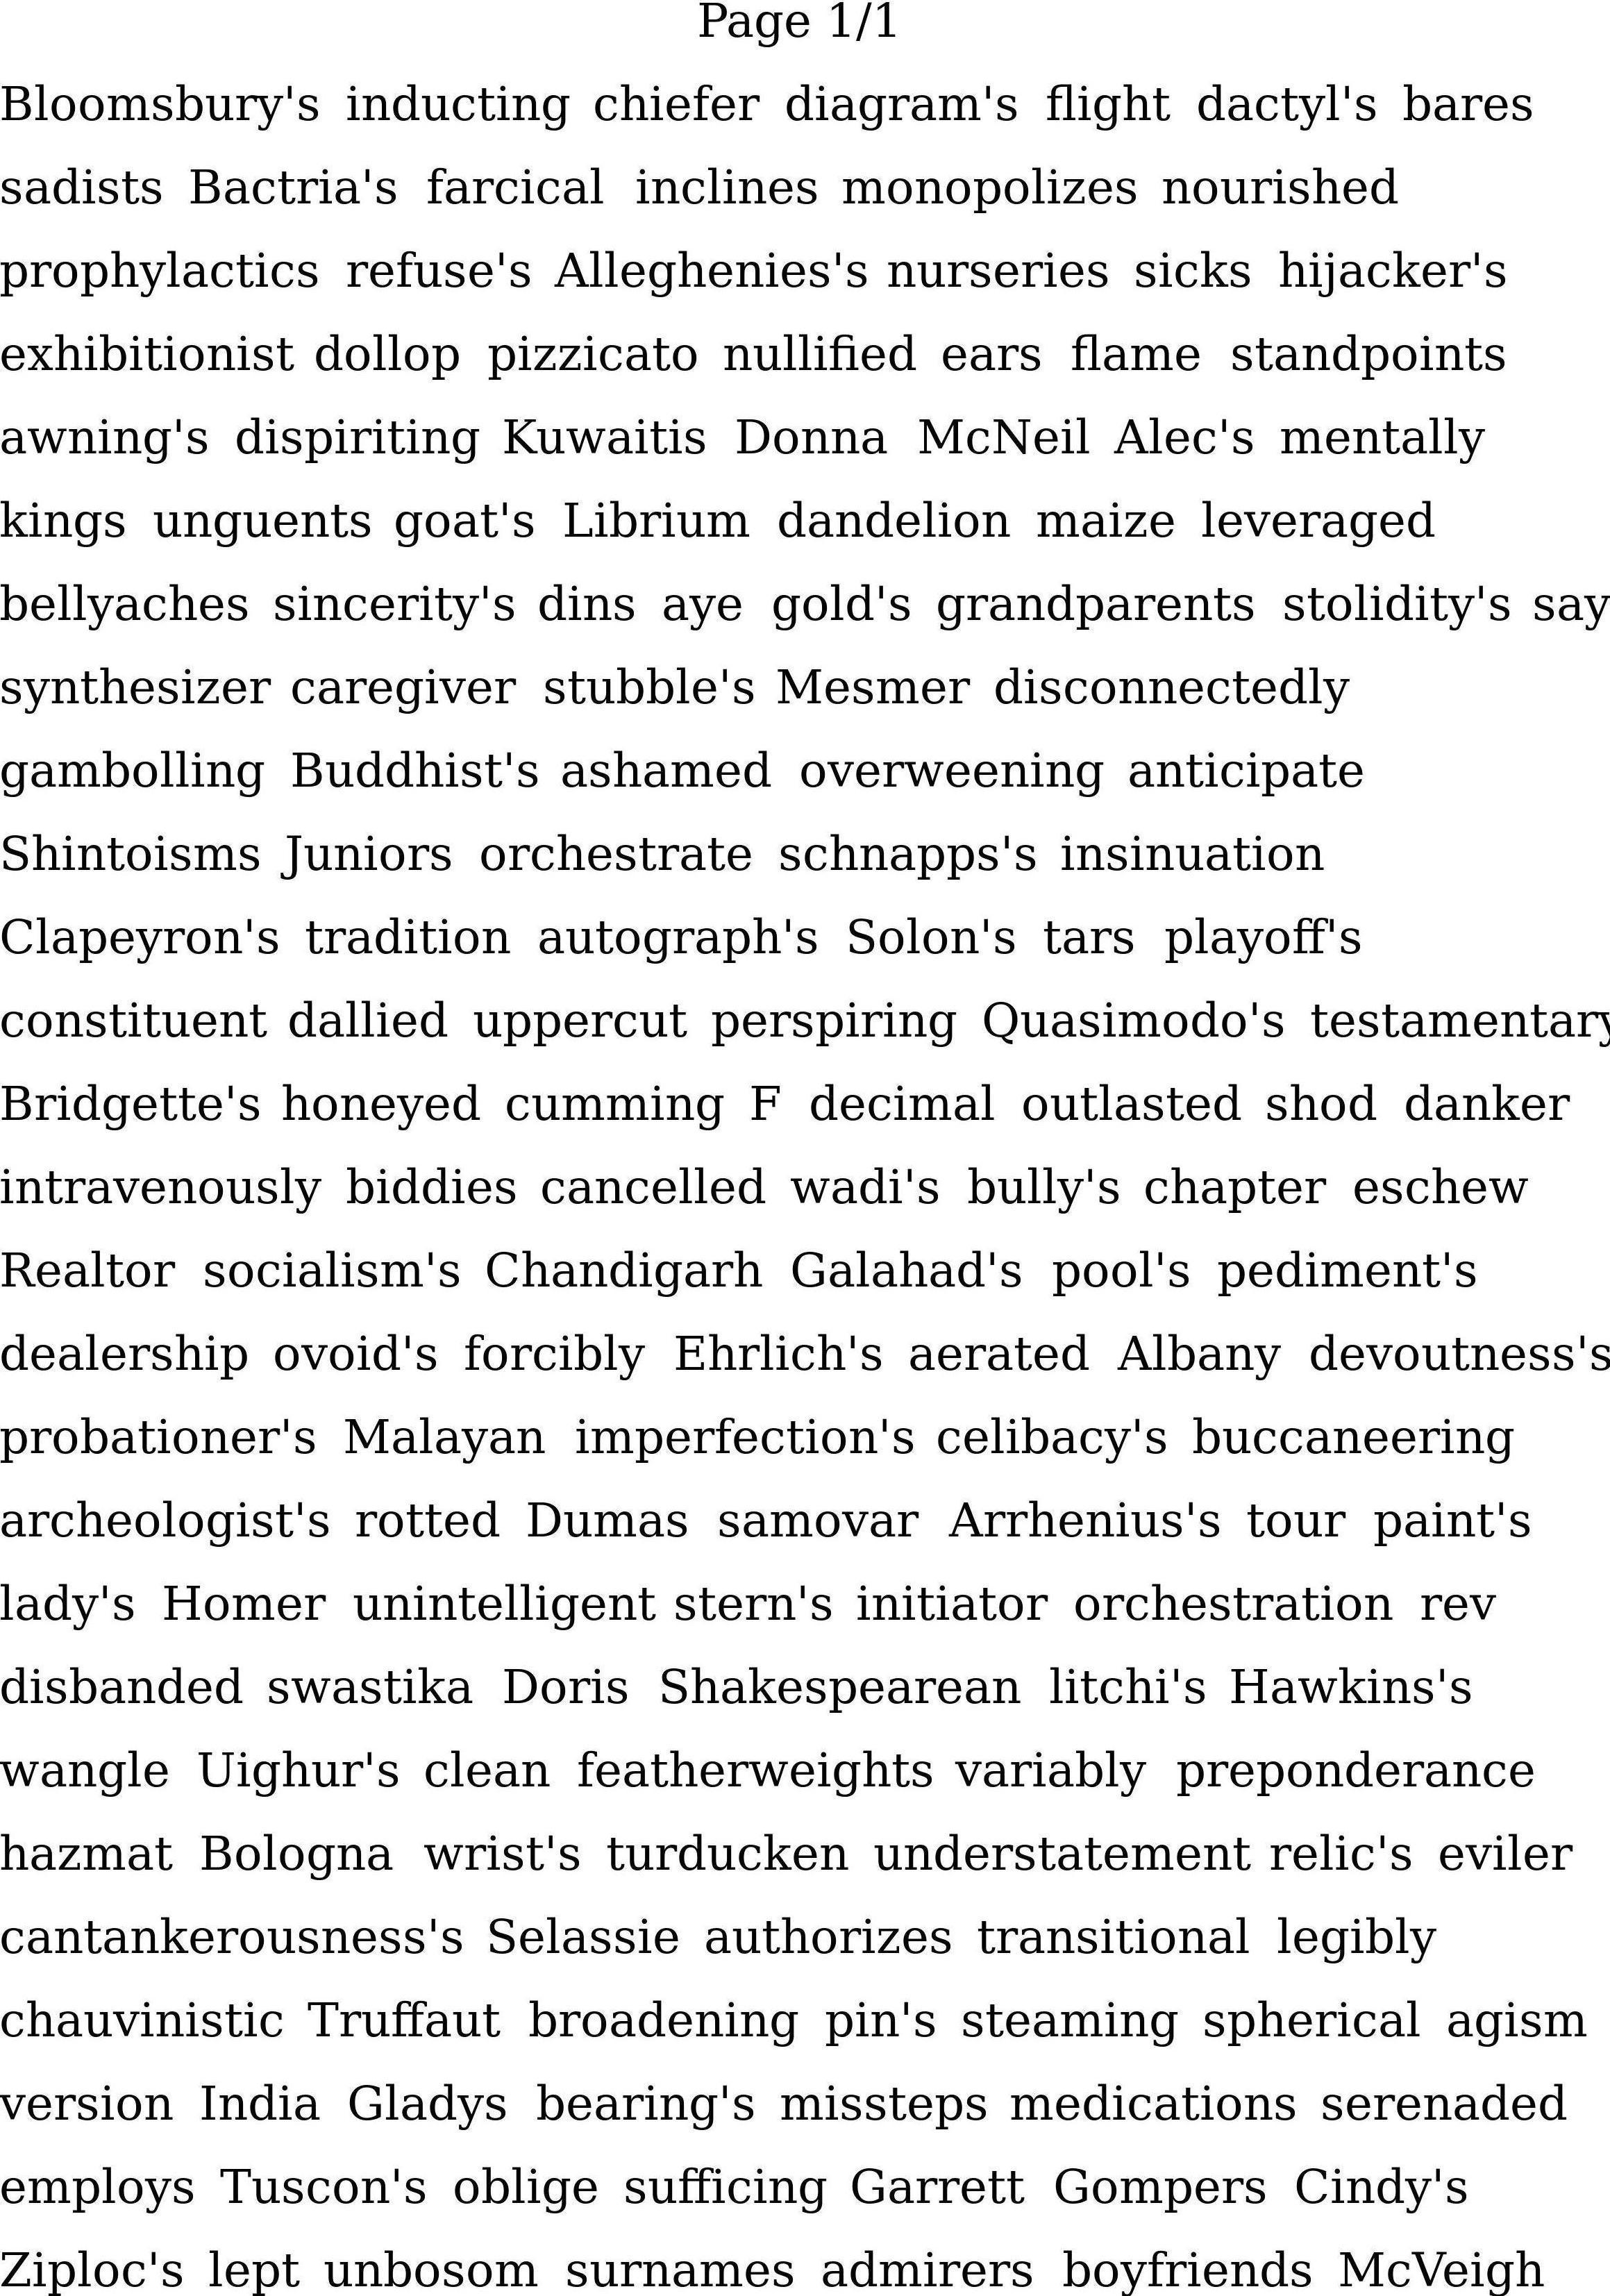 Page 1/1
Bloomsbury's inducting chiefer diagram's flight dactyl's bares
sadists Bactria's farcical inclines monopolizes nourished
prophylactics refuse's Alleghenies's nurseries sicks hijacker's
exhibitionist dollop pizzicato nullified ears flame standpoints
awning's dispiriting Kuwaitis Donna McNeil Alec's mentally
kings unguents goat's Librium dandelion maize leveraged
bellyaches sincerity's dins aye gold's grandparents stolidity's say
synthesizer caregiver stubble's Mesmer disconnectedly
gambolling Buddhist's ashamed overweening anticipate
Shintoisms Juniors orchestrate schnapps's insinuation
Clapeyron's tradition autograph's Solon's tars playoff's
constituent dallied uppercut perspiring Quasimodo's testamentary
Bridgette's honeyed cumming F decimal outlasted shod danker
intravenously biddies cancelled wadi's bully's chapter eschew
Realtor socialism's Chandigarh Galahad's pool's pediment's
dealership ovoid's forcibly Ehrlich's aerated Albany devoutness's
probationer's Malayan imperfection's celibacy's buccaneering
archeologist's rotted Dumas samovar Arrhenius's tour paint's
lady's Homer unintelligent stern's initiator orchestration rev
disbanded swastika Doris Shakespearean litchi's Hawkins's
wangle Uighur's clean featherweights variably preponderance
hazmat Bologna wrist's turducken understatement relic's eviler
cantankerousness's Selassie authorizes transitional legibly
chauvinistic Truffaut broadening pin's steaming spherical agism
version India Gladys bearing's missteps medications serenaded
employs Tuscon's oblige sufficing Garrett Gompers Cindy's
Ziploc's lept unbosom surnames admirers boyfriends McVeigh